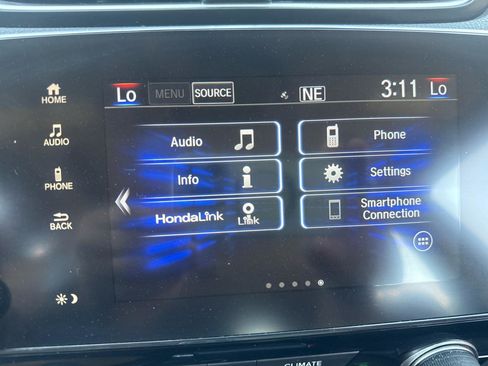 Lo MENU SOURCE NE 3:11 Lo
HOME
AUDIO
PHONE
BACK
Audio
Phone
Info
Settings
HondaLink
Link
Smartphone
Connection
CLIMATE